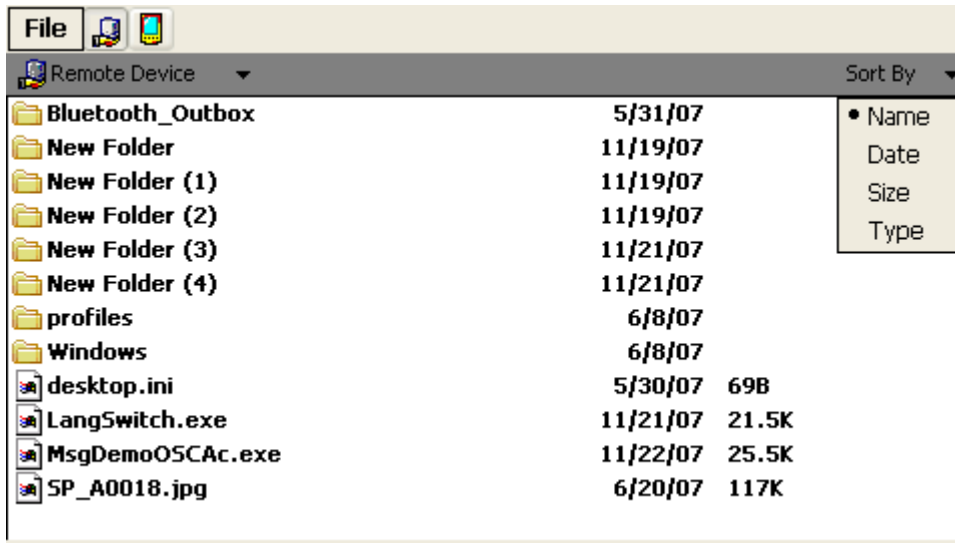 File
Remote Device Sort By
Bluetooth_Outbox 5/31/07
New Folder 11/19/07
New Folder (1) 11/19/07
New Folder (2) 11/19/07
New Folder (3) 11/21/07
New Folder (4) 11/21/07
profiles 6/8/07
Windows 6/8/07
desktop.ini 5/30/07 69B
LangSwitch.exe 11/21/07 21.5K
MsgDemoOSCAc.exe 11/22/07 25.5K
SP_A0018.jpg 6/20/07 117K
Name
Date
Size
Type